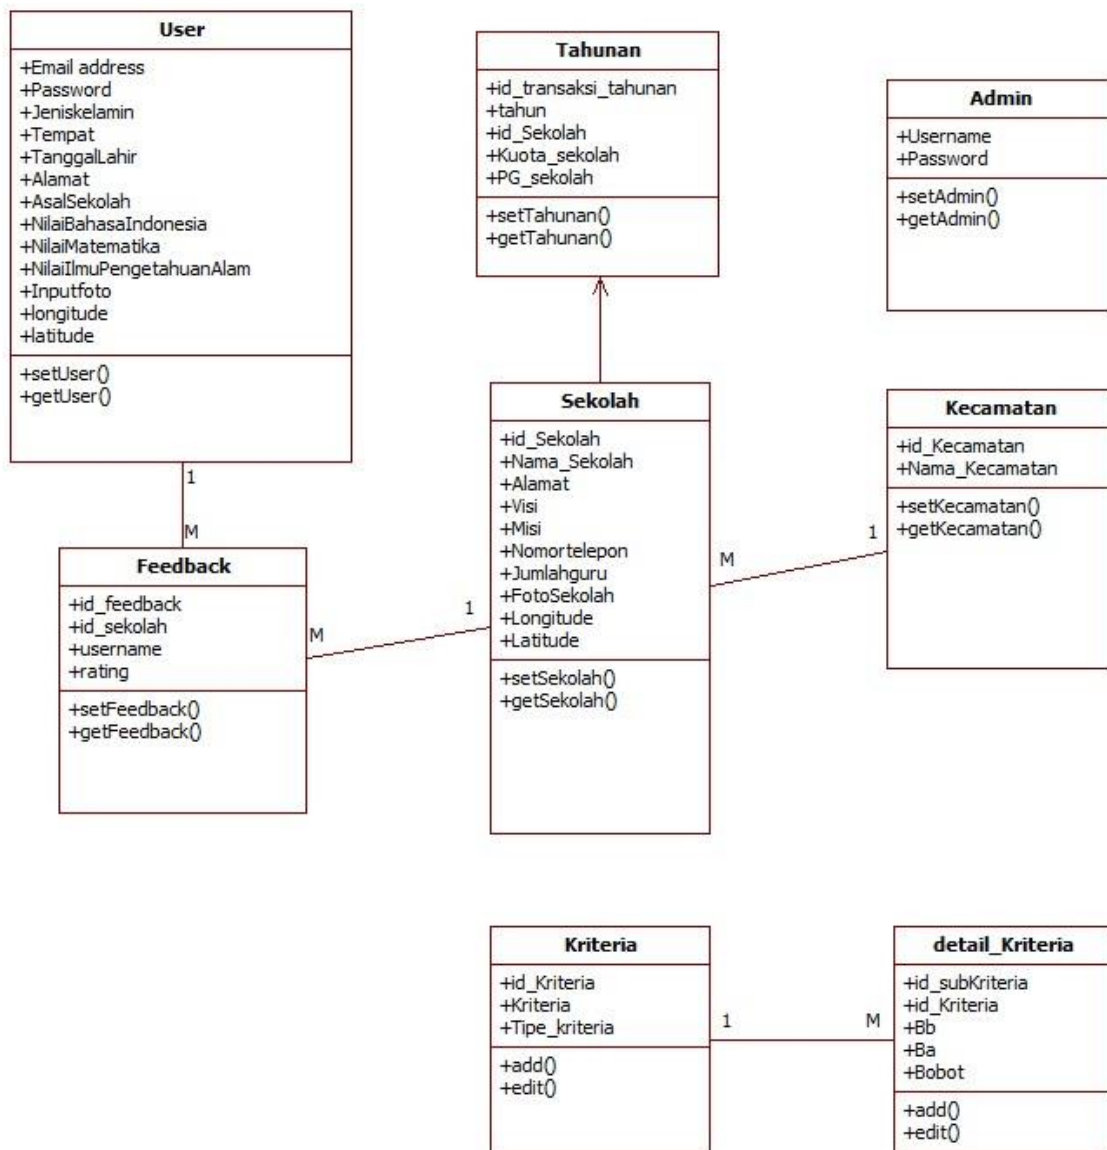 User
+Email address
+Password
+Jeniskelamin
+Tempat
+TanggalLahir
+Alamat
+AsalSekolah
+NilaiBahasaIndonesia
+NilaiMatematika
+NilaiIlmuPengetahuanAlam
+Inputfoto
+longitude
+latitude
+setUser()
+getUser()
Tahunan
+id_transaksi_tahunan
+tahun
+id_Sekolah
+Kuota_sekolah
+PG_sekolah
+setTahunan()
+getTahunan()
Admin
+Username
+Password
+setAdmin()
+getAdmin()
1
M
Feedback
+id_feedback
+id_sekolah
+username
+rating
+setFeedback()
+getFeedback()
M
1
Sekolah
+id_Sekolah
+Nama_Sekolah
+Alamat
+Visi
+Misi
+Nomortelepon
+Jumlahguru
+FotoSekolah
+Longitude
+Latitude
+setSekolah()
+getSekolah()
M
1
Kecamatan
+id_Kecamatan
+Nama_Kecamatan
+setKecamatan()
+getKecamatan()
Kriteria
+id_Kriteria
+Kriteria
+Tipe_kriteria
+add()
+edit()
1
M
detail_Kriteria
+id_subKriteria
+id_Kriteria
+Bb
+Ba
+Bobot
+add()
+edit()